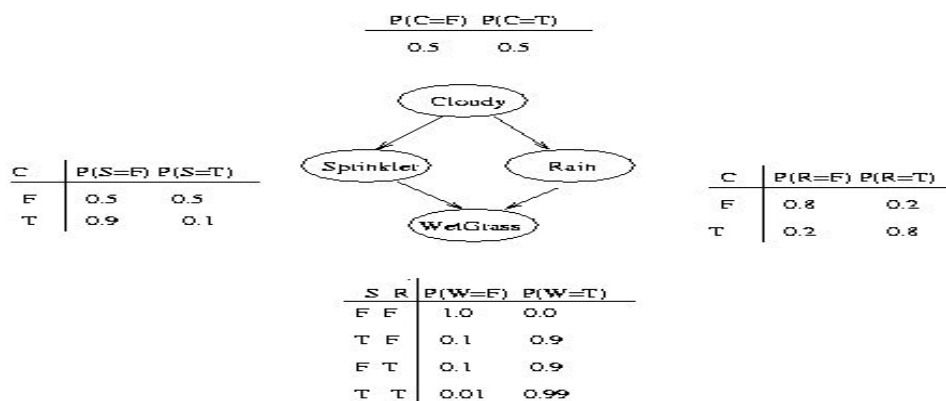 P(C=F) P(C=T)
0.5 0.5
Cloudy
Sprinkler Rain
WetGrass
C P(S=F) P(S=T)
F 0.5 0.5
T 0.9 0.1
C P(R=F) P(R=T)
F 0.8 0.2
T 0.2 0.8
S R P(W=F) P(W=T)
F F 1.0 0.0
T F 0.1 0.9
F T 0.1 0.9
T T 0.01 0.99